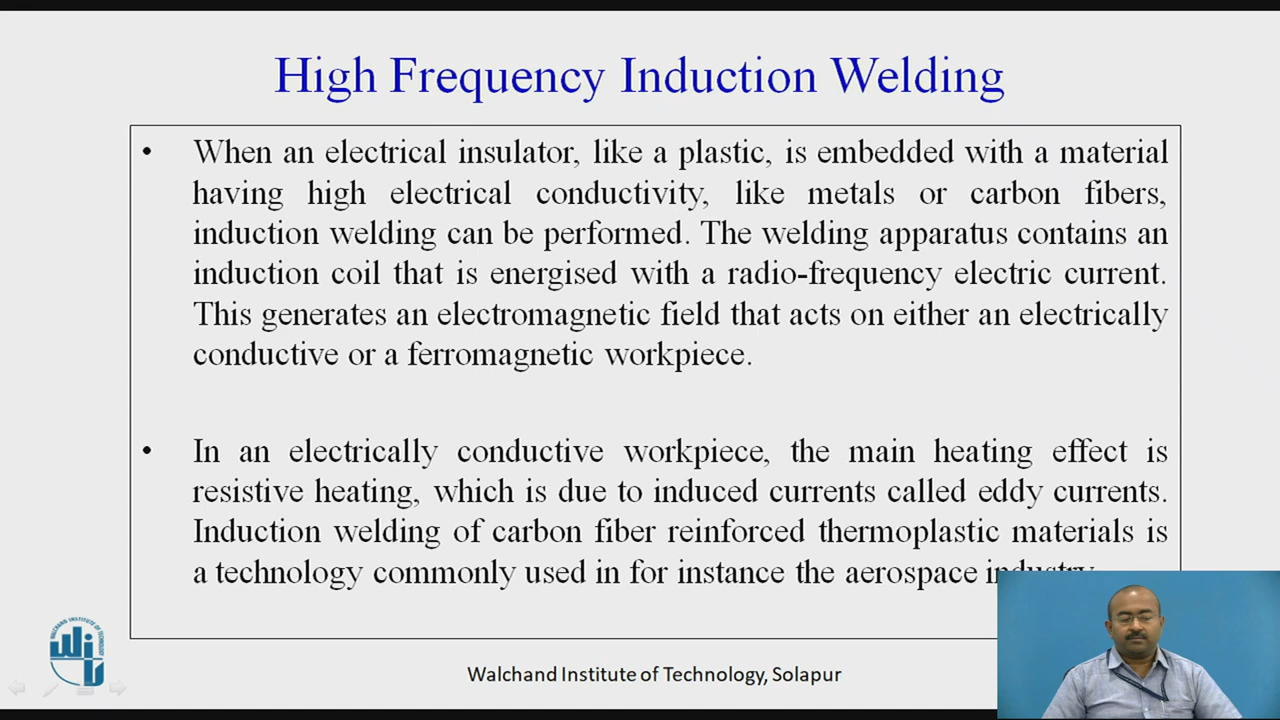 High Frequency Induction Welding
• When an electrical insulator, like a plastic, is embedded with a material
having high electrical conductivity, like metals or carbon fibers,
induction welding can be performed. The welding apparatus contains an
induction coil that is energised with a radio-frequency electric current.
This generates an electromagnetic field that acts on either an electrically
conductive or a ferromagnetic workpiece.
• In an electrically conductive workpiece, the main heating effect is
resistive heating, which is due to induced currents called eddy currents.
Induction welding of carbon fiber reinforced thermoplastic materials is
a technology commonly used in for instance the aerospace industry.
WALCHAND INSTITUTE OF TECHNOLOGY
Walchand Institute of Technology, Solapur